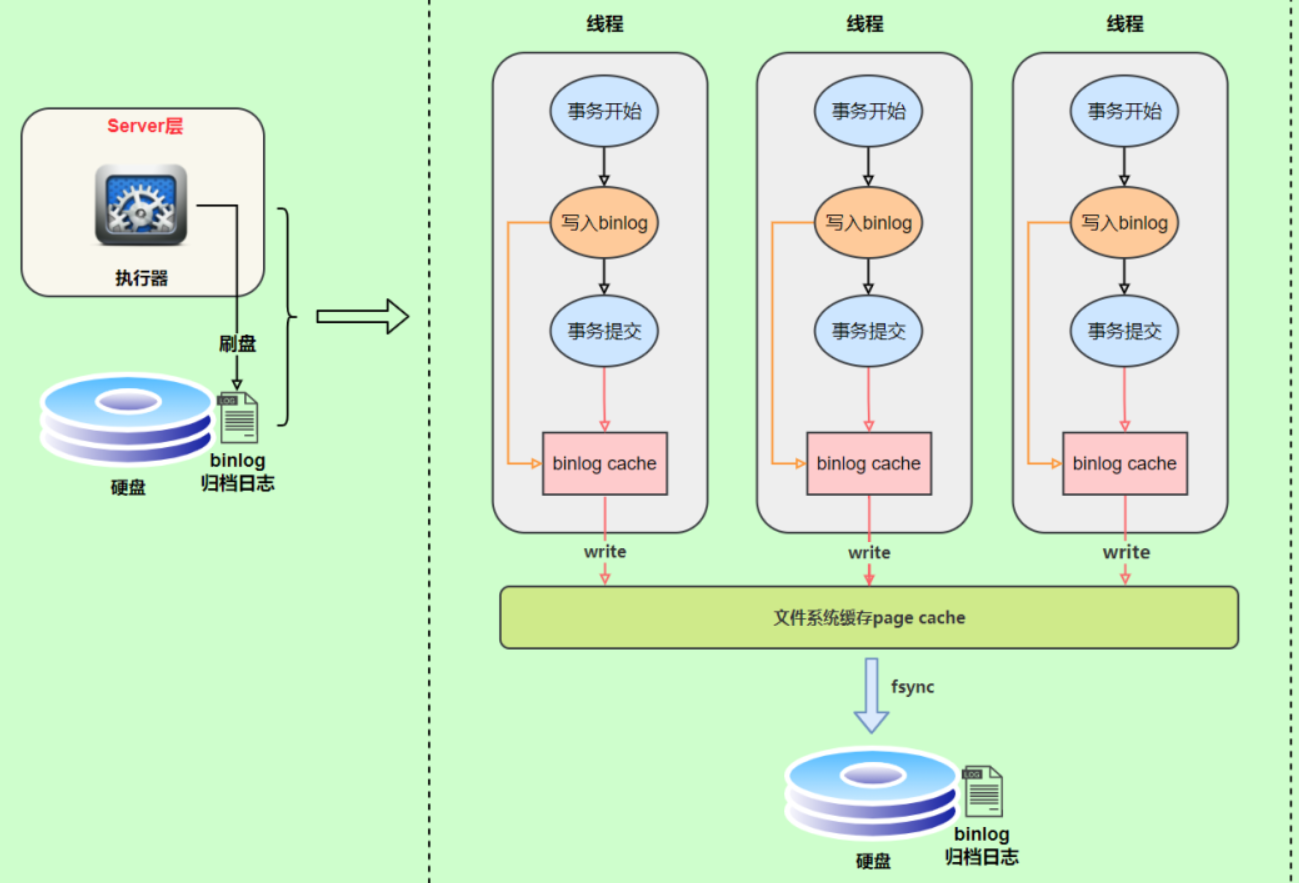 Server层
执行器
刷盘
LOG
硬盘
binlog
归档日志
线程
事务开始
写入binlog
事务提交
binlog cache
write
线程
事务开始
写入binlog
事务提交
binlog cache
write
线程
事务开始
写入binlog
事务提交
binlog cache
write
文件系统缓存page cache
fsync
LOG
硬盘
binlog
归档日志